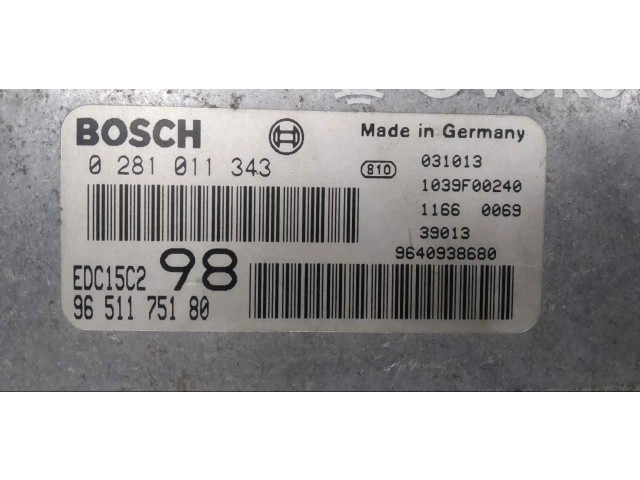 BOSCH
Made in Germany
0 281 011 343
810
031013
1039F00240
1166 0069
39013
9640938680
EDC15C2 98
96 511 751 80